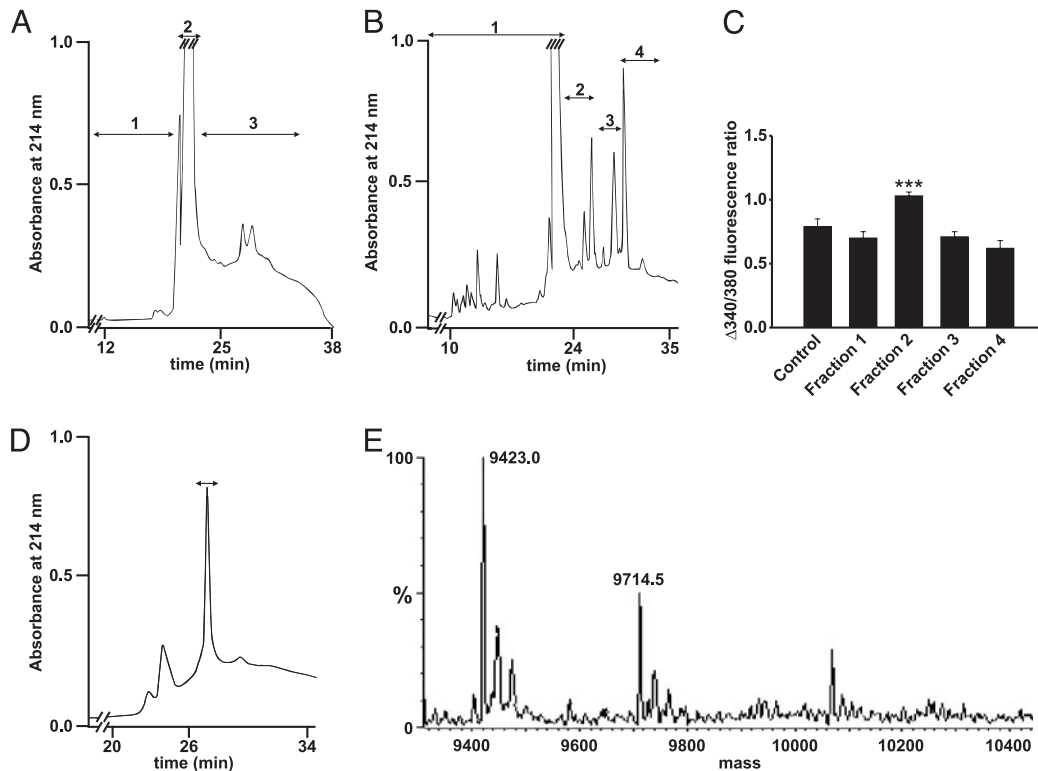 A
2
1.0
1
3
0.5
0.0
12
25
38
time (min)
Absorbance at 214 nm
B
1
4
1.0
2
3
0.5
0.0
10
24
35
time (min)
Absorbance at 214 nm
C
1.5
***
1.0
0.5
0.0
Δ340/380 fluorescence ratio
Control
Fraction 1
Fraction 2
Fraction 3
Fraction 4
D
1.0
0.5
0.0
20
26
34
time (min)
Absorbance at 214 nm
E
100
9423.0
9714.5
%
0
9400
9600
9800
10000
10200
10400
mass